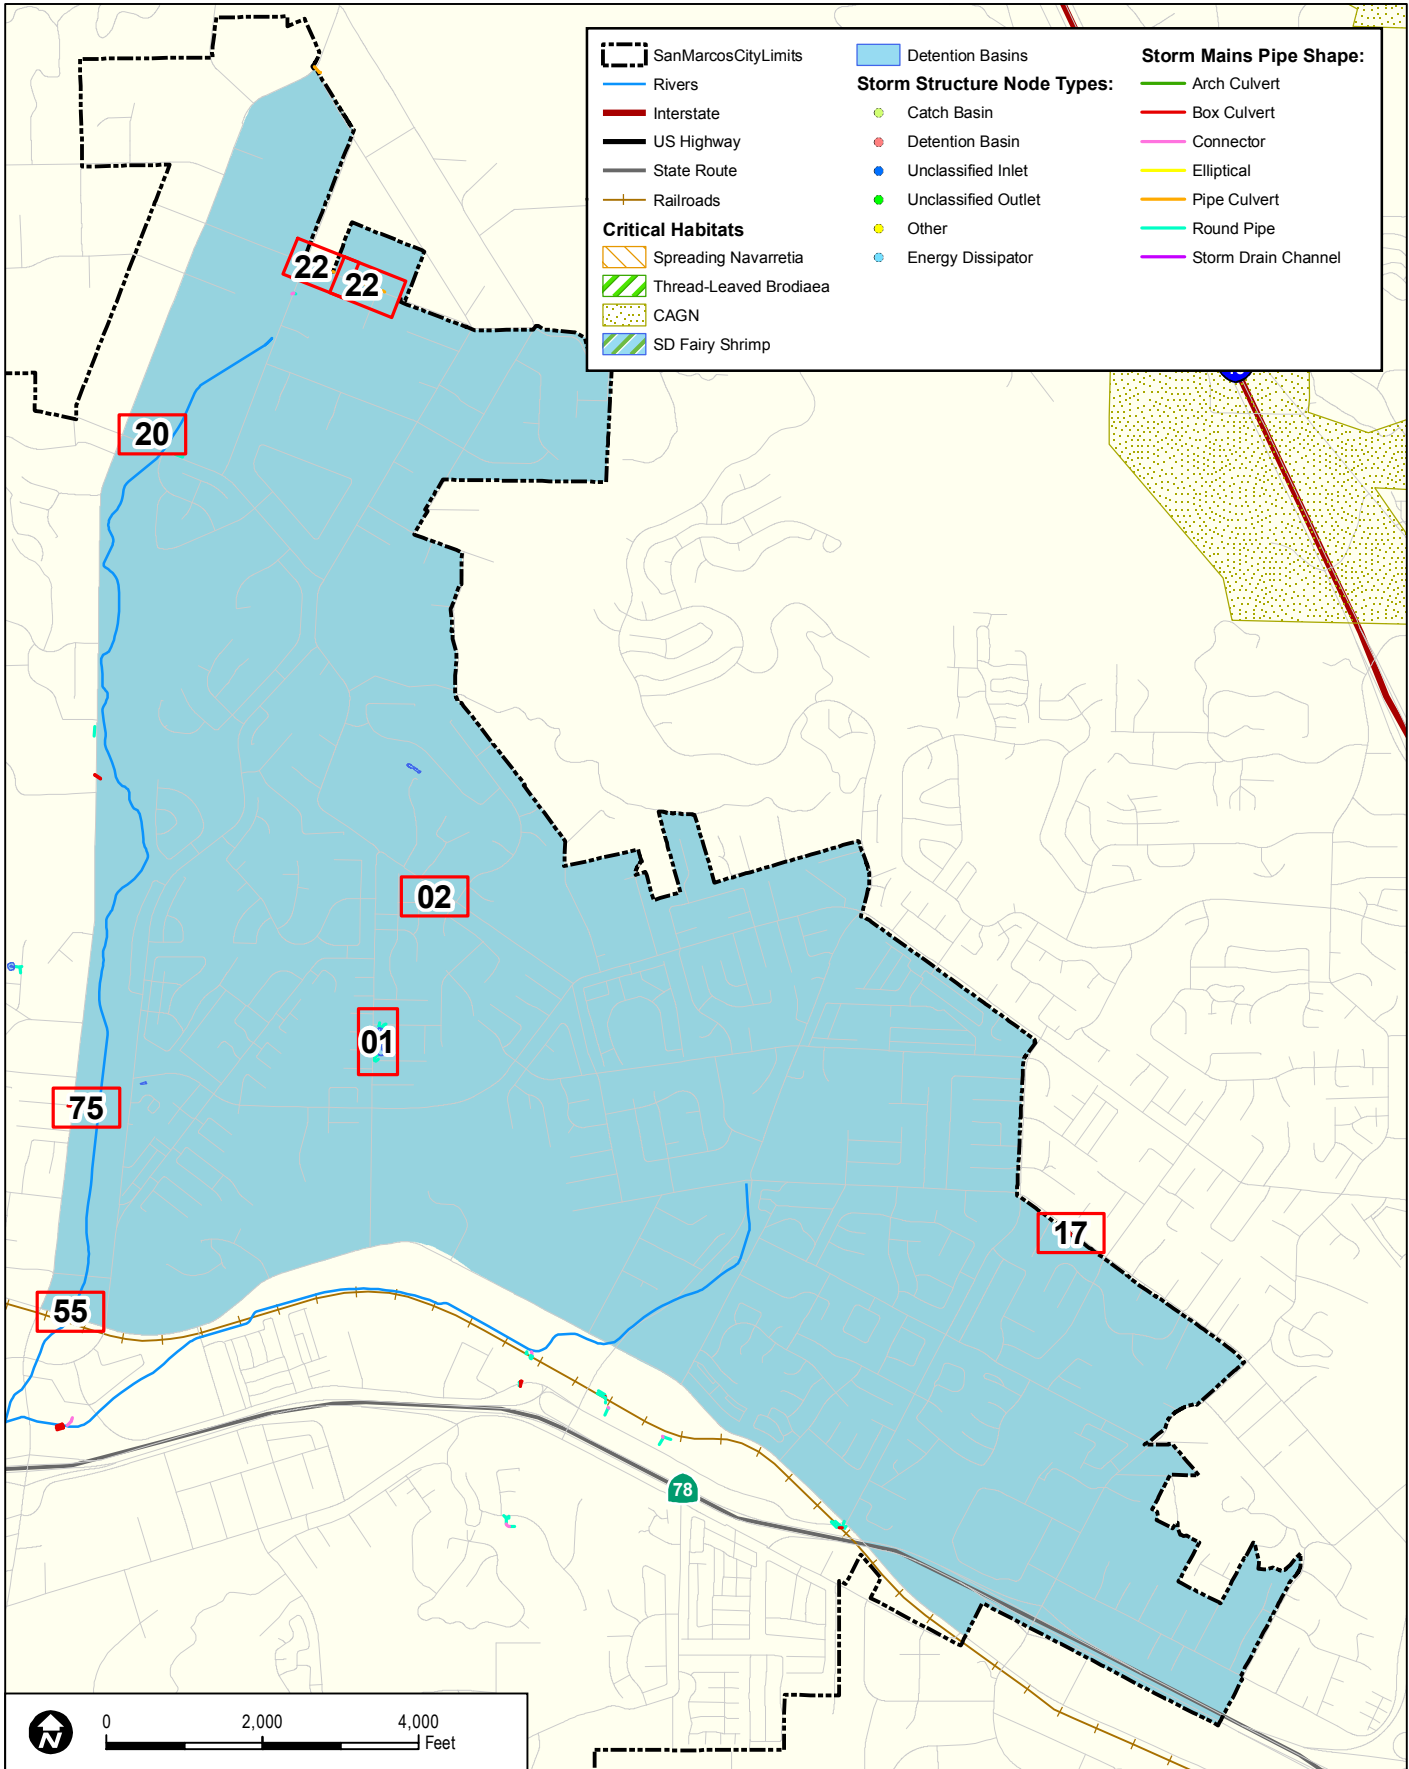 SanMarcosCityLimits
Rivers
Interstate
US Highway
State Route
Railroads
Critical Habitats
Spreading Navarretia
Thread-Leaved Brodiaea
CAGN
SD Fairy Shrimp
Detention Basins
Storm Structure Node Types:
Catch Basin
Detention Basin
Unclassified Inlet
Unclassified Outlet
Other
Energy Dissipator
Storm Mains Pipe Shape:
Arch Culvert
Box Culvert
Connector
Elliptical
Pipe Culvert
Round Pipe
Storm Drain Channel
22
22
20
02
01
75
17
55
78
N
0 2,000 4,000
Feet